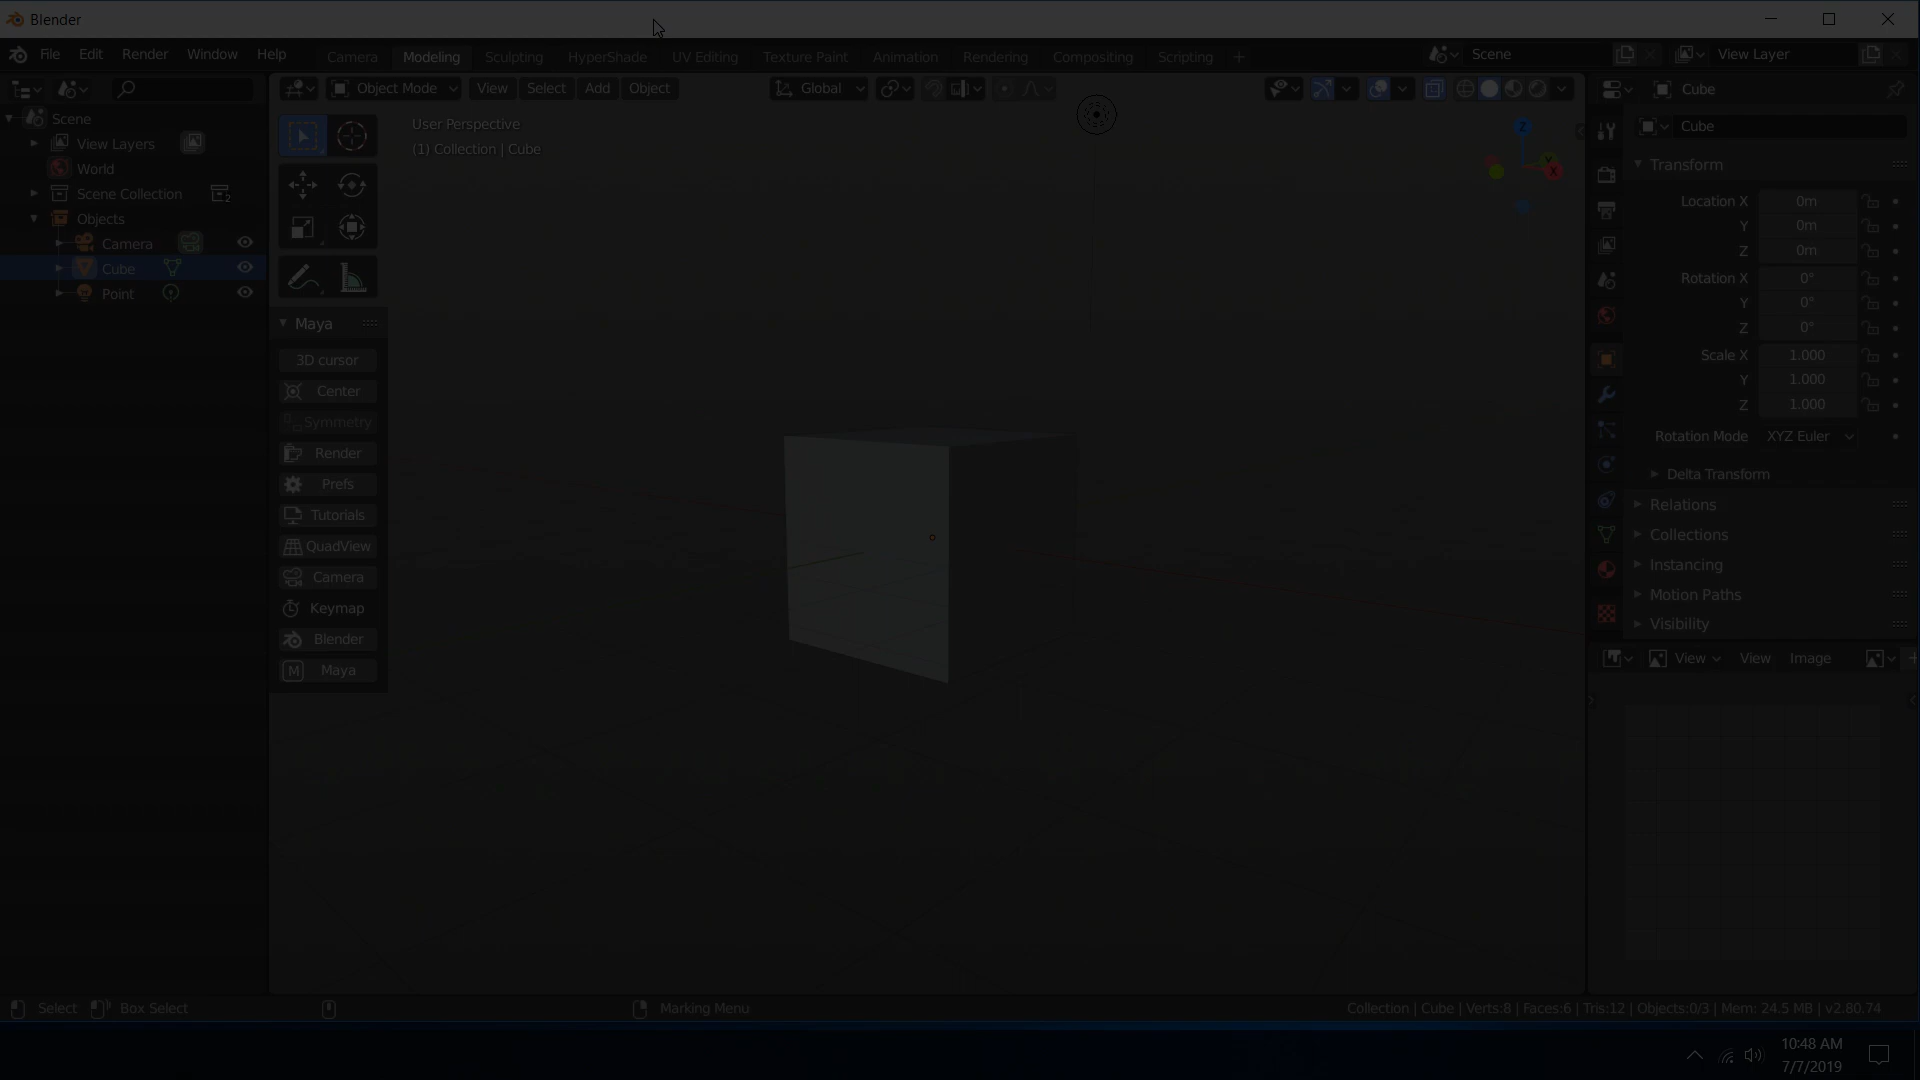 Blender
File Edit Render Window Help
Camera Modeling Sculpting HyperShade UV Editing Texture Paint Animation Rendering Compositing Scripting +
Scene
View Layer
Object Mode View Select Add Object
Global
Cube
Scene
View Layers
World
Scene Collection 2
Objects
Camera
Cube
Point
User Perspective
(1) Collection | Cube
Z
Y
X
Maya
3D cursor
Center
Symmetry
Render
Prefs
Tutorials
QuadView
Camera
Keymap
Blender
M Maya
Cube
Transform
Location X 0m
Y 0m
Z 0m
Rotation X 0°
Y 0°
Z 0°
Scale X 1.000
Y 1.000
Z 1.000
Rotation Mode XYZ Euler
Delta Transform
Relations
Collections
Instancing
Motion Paths
Visibility
View View Image
Select Box Select Marking Menu
Collection | Cube | Verts:8 | Faces:6 | Tris:12 | Objects:0/3 | Mem: 24.5 MB | v2.80.74
10:48 AM
7/7/2019